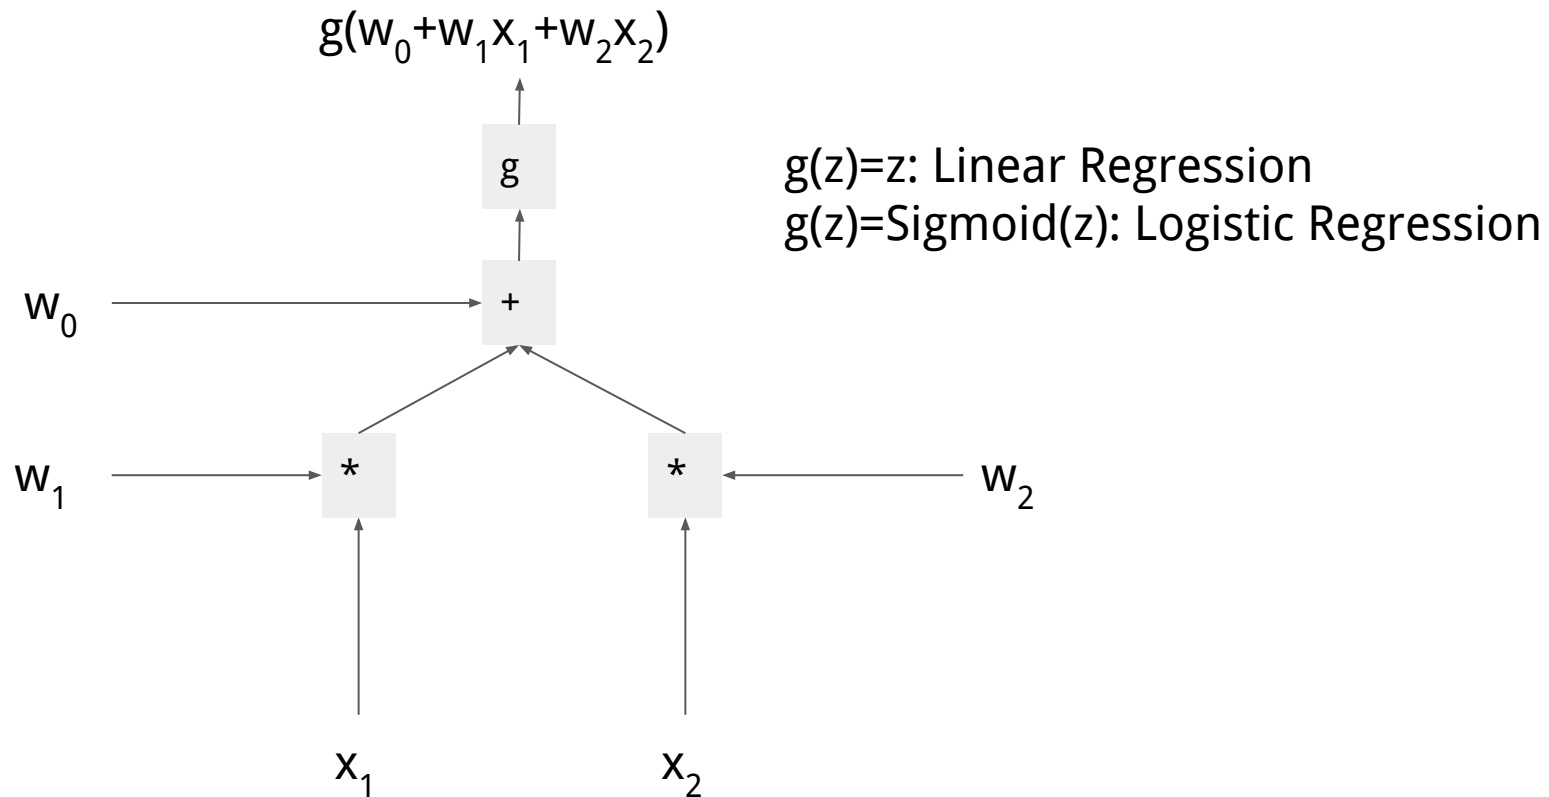 g(w₀+w₁x₁+w₂x₂)
g
g(z)=z: Linear Regression
g(z)=Sigmoid(z): Logistic Regression
w₀
+
w₁
*
*
w₂
x₁
x₂